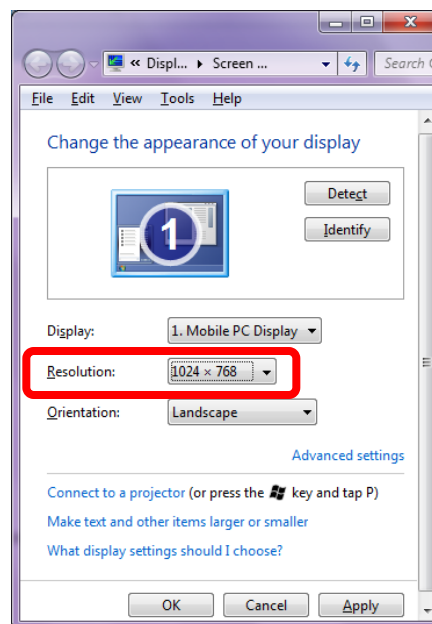 « Displ... Screen ... Search
File Edit View Tools Help
Change the appearance of your display
1
Detect
Identify
Display: 1. Mobile PC Display
Resolution: 1024 × 768
Orientation: Landscape
Advanced settings
Connect to a projector (or press the key and tap P)
Make text and other items larger or smaller
What display settings should I choose?
OK Cancel Apply